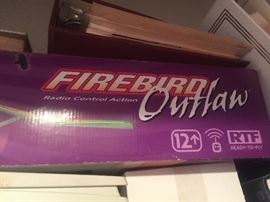 FIREBIRD
Outlaw
Radio Control Action
12+
RTF
READY-TO-FLY